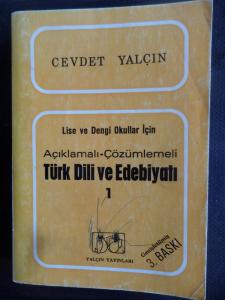 CEVDET YALÇIN
Lise ve Dengi Okullar İçin
Açıklamalı-Çözümlemeli
Türk Dili ve Edebiyatı
1
YALÇIN YAYINLARI
Genişletilmiş
3. BASKI